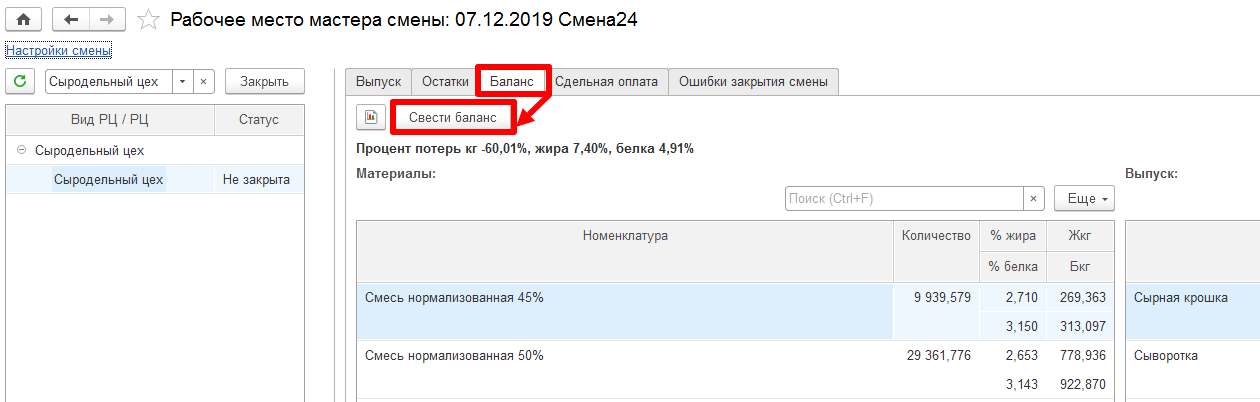 Рабочее место мастера смены: 07.12.2019 Смена24
Настройки смены
Сыродельный цех
Закрыть
Вид РЦ / РЦ Статус
Сыродельный цех
Сыродельный цех Не закрыта
Выпуск Остатки Баланс Сдельная оплата Ошибки закрытия смены
Свести баланс
Процент потерь кг -60,01%, жира 7,40%, белка 4,91%
Материалы: Выпуск:
Поиск (Ctrl+F) × Еще
Номенклатура Количество % жира Жкг
% белка Бкг
Смесь нормализованная 45% 9 939,579 2,710 269,363 Сырная крошка
3,150 313,097
Смесь нормализованная 50% 29 361,776 2,653 778,936 Сыворотка
3,143 922,870